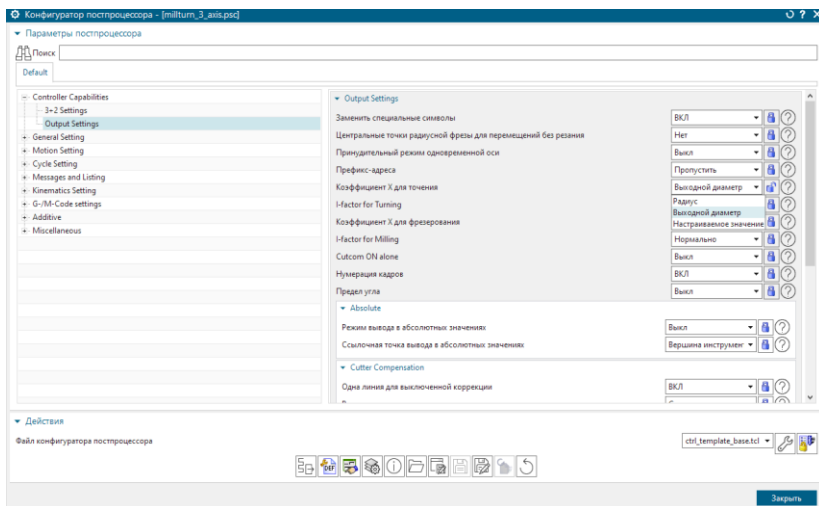 Конфигуратор постпроцессора - [millturn_3_axis.psc]
Параметры постпроцессора
Поиск
Default
Controller Capabilities
3+2 Settings
Output Settings
General Setting
Motion Setting
Cycle Setting
Messages and Listing
Kinematics Setting
G-/M-Code settings
Additive
Miscellaneous
Output Settings
Заменить специальные символы ВКЛ
Центральные точки радиусной фрезы для перемещений без резания Нет
Принудительный режим одновременной оси Выкл
Префикс-адреса Пропустить
Коэффициент X для точения Выходной диаметр
I-factor for Turning Радиус
Выходной диаметр
Коэффициент X для фрезерования Настраиваемое значение
I-factor for Milling Нормально
Cutcom ON alone Выкл
Нумерация кадров ВКЛ
Предел угла Выкл
Absolute
Режим вывода в абсолютных значениях Выкл
Ссылочная точка вывода в абсолютных значениях Вершина инструмент
Cutter Compensation
Одна линия для выключенной коррекции ВКЛ
Действия
Файл конфигуратора постпроцессора ctrl_template_base.tcl
DEF
Закрыть